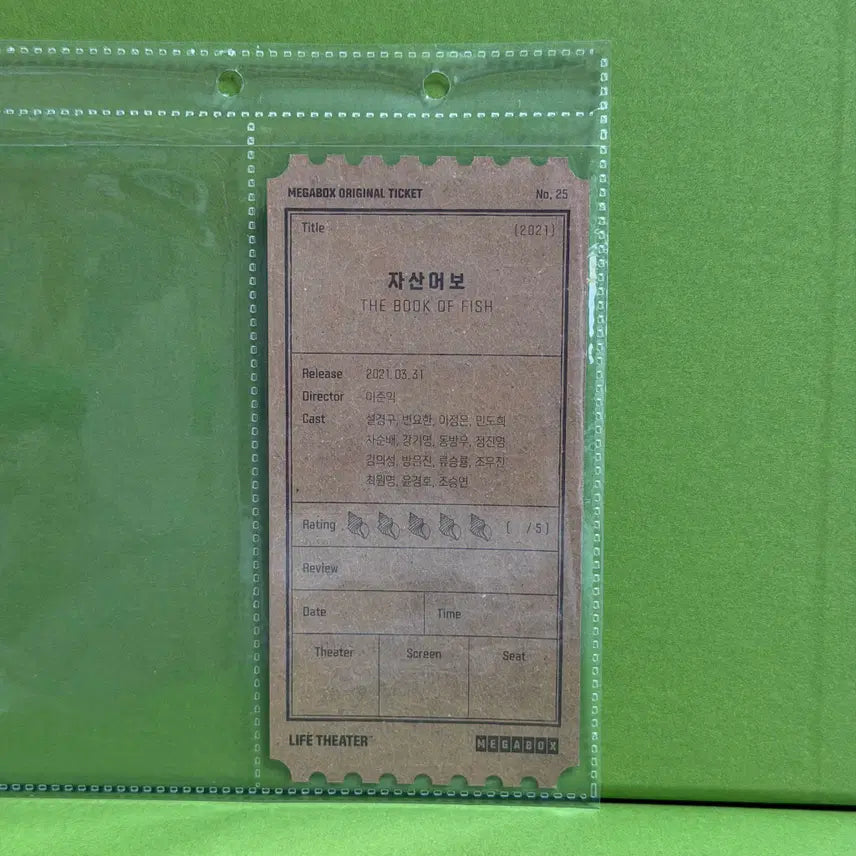 MEGABOX ORIGINAL TICKET No. 25
Title (2021)
자산어보
THE BOOK OF FISH
Release 2021.03.31
Director 이준익
Cast 설경구, 변요한, 이정은, 민도희
차순배, 강기영, 동방우, 정진영
김의성, 방은진, 류승룡, 조우진
최원영, 윤경호, 조승연
Rating ( / 5)
Review
Date Time
Theater Screen Seat
LIFE THEATER™ MEGABOX